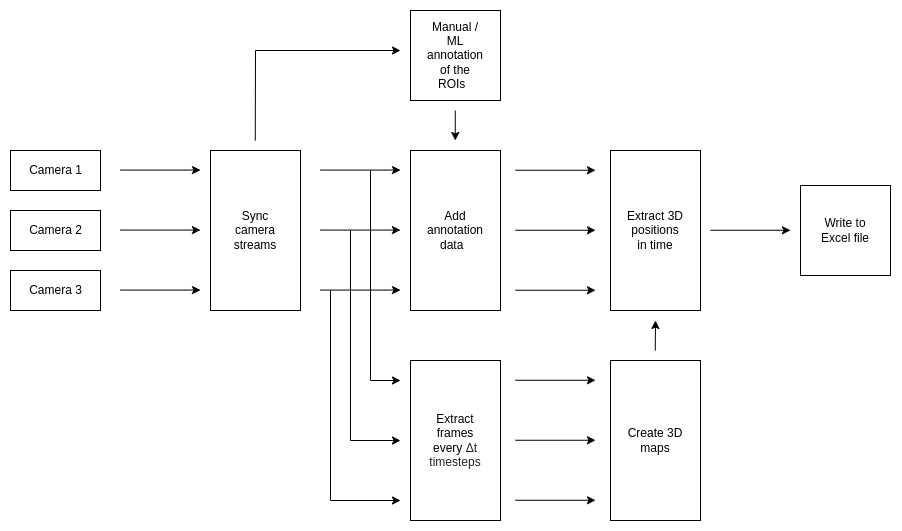 Manual /
ML
annotation
of the
ROIs
Camera 1
Camera 2
Camera 3
Sync
camera
streams
Add
annotation
data
Extract 3D
positions
in time
Write to
Excel file
Extract
frames
every Δt
timesteps
Create 3D
maps